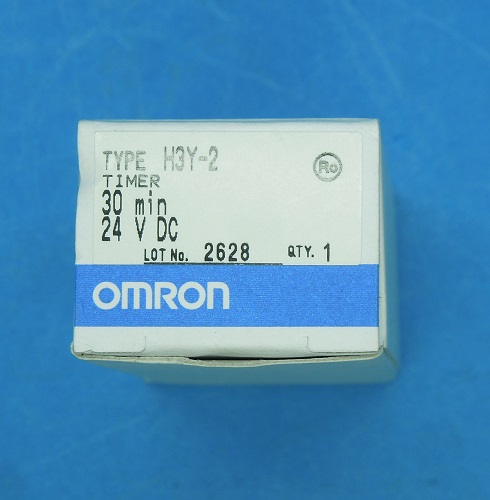 TYPE H3Y-2
Ro
TIMER
30 min
24 V DC
LOT No. 2628 QTY. 1
OMRON